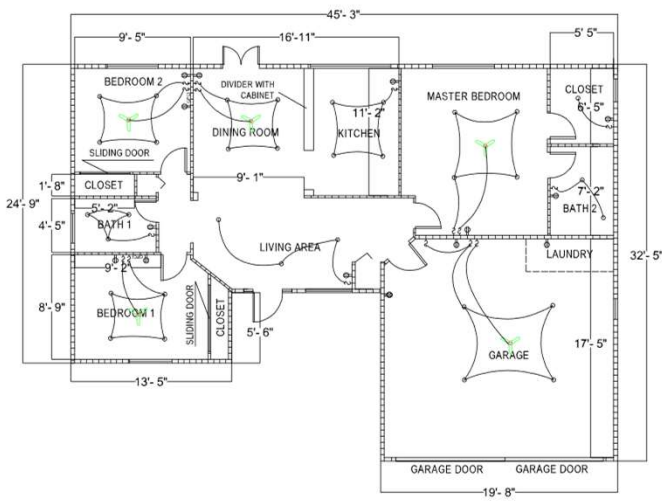 45'- 3"
9'- 5"
16'-11"
5' 5"
BEDROOM 2
DIVIDER WITH
CABINET
MASTER BEDROOM
CLOSET
6'- 5"
11'- 2"
DINING ROOM
KITCHEN
SLIDING DOOR
1'- 8"
CLOSET
9'- 1"
7'- 2"
24'- 9"
5'- 2"
BATH 1
BATH 2
4'- 5"
LIVING AREA
LAUNDRY
32'- 5"
9'- 2"
8'- 9"
BEDROOM 1
SLIDING DOOR
CLOSET
5'- 6"
17'- 5"
GARAGE
13'- 5"
GARAGE DOOR
GARAGE DOOR
19'- 8"